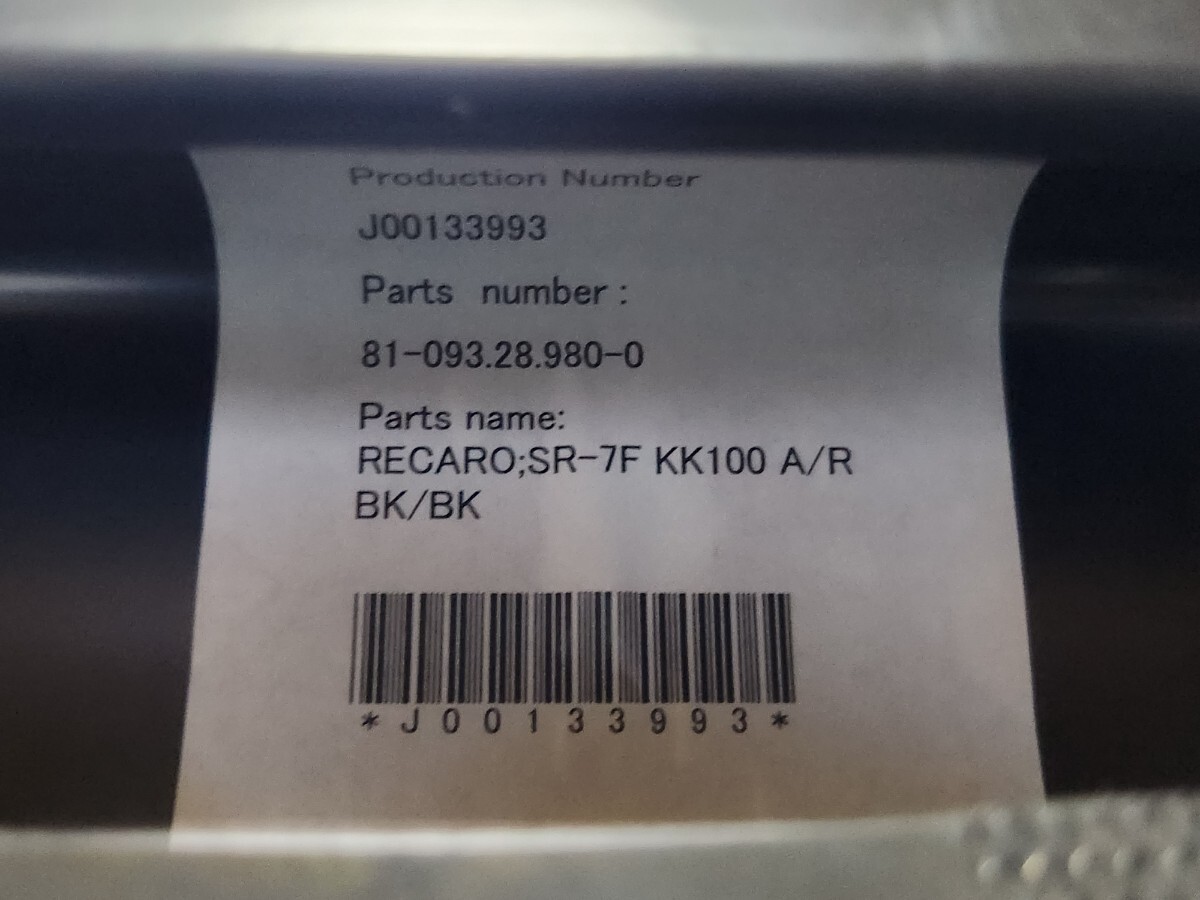 Production Number
J00133993
Parts number :
81-093.28.980-0
Parts name:
RECARO;SR-7F KK100 A/R
BK/BK
*J00133993*